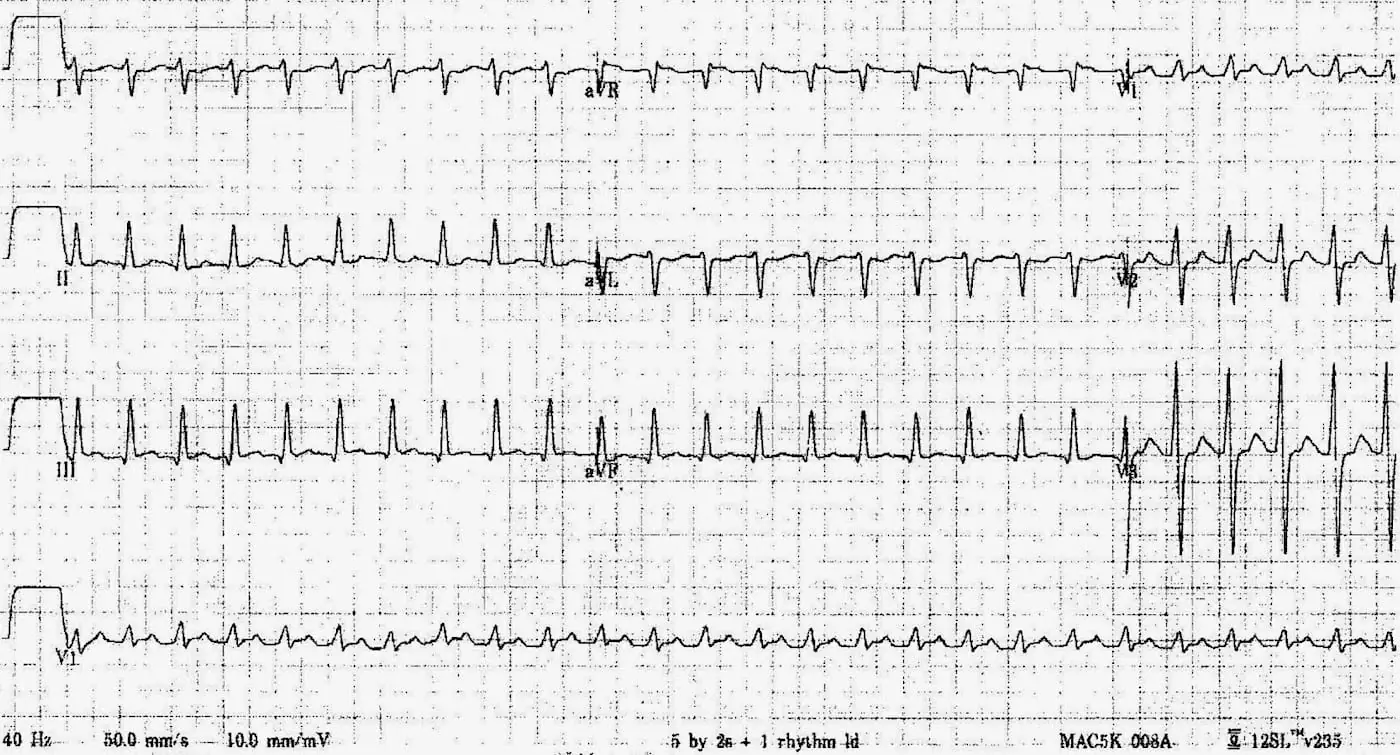 I aVR V1
II aVL V2
III aVF V3
V1
40 Hz 50.0 mm/s 10.0 mm/mV 5 by 2s + 1 rhythm ld MAC5K 008A 12SL™ v235